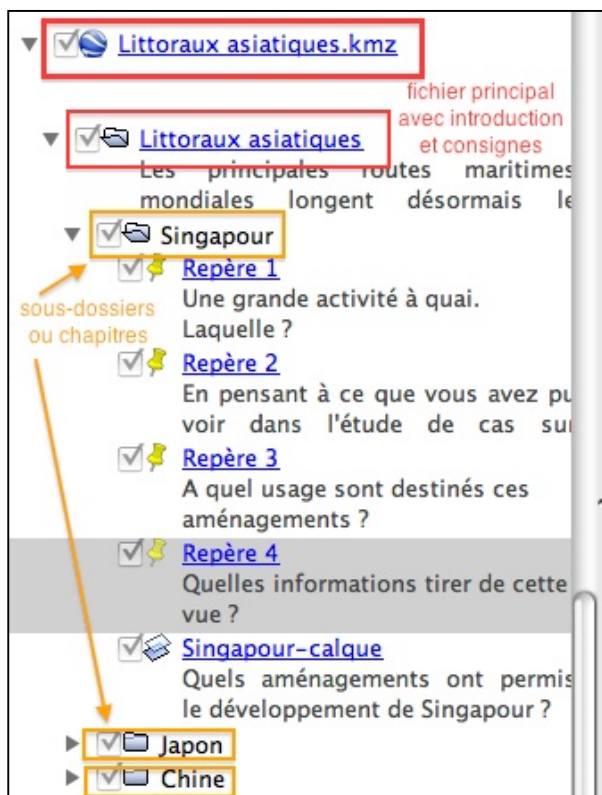 Littoraux asiatiques.kmz
fichier principal
avec introduction
et consignes
Littoraux asiatiques
Les principales routes maritimes
mondiales longent désormais le
Singapour
sous-dossiers
ou chapitres
Repère 1
Une grande activité à quai.
Laquelle ?
Repère 2
En pensant à ce que vous avez pu
voir dans l'étude de cas sur
Repère 3
A quel usage sont destinés ces
aménagements ?
Repère 4
Quelles informations tirer de cette
vue ?
Singapour-calque
Quels aménagements ont permis
le développement de Singapour ?
Japon
Chine